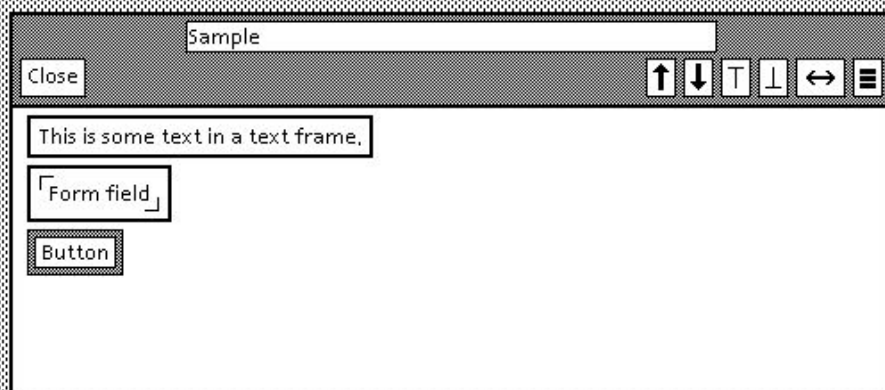 Sample
Close
This is some text in a text frame.
Form field
Button